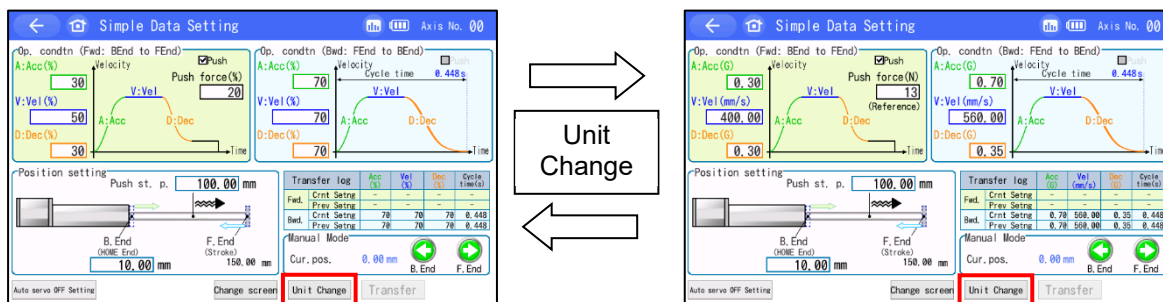 Simple Data Setting
Axis No. 00
Op. condtn (Fwd: BEnd to FEnd)
Push
A:Acc(%)
30
Velocity
Push force(%)
20
V:Vel(%)
50
V:Vel
A:Acc
D:Dec
D:Dec(%)
30
Time
Op. condtn (Bwd: FEnd to BEnd)
Push
A:Acc(%)
70
Velocity
Cycle time 0.448s
V:Vel(%)
70
V:Vel
A:Acc
D:Dec
D:Dec(%)
70
Time
Position setting
Push st. p. 100.00 mm
B. End
(HOME End)
10.00 mm
F. End
(Stroke)
150.00 mm
Transfer log Acc (%) Vel (%) Dec (%) Cycle time(s)
Fwd. Crnt Setng - - - -
Prev Setng - - - -
Bwd. Crnt Setng 70 70 70 0.448
Prev Setng 70 70 70 0.448
Manual Mode
Cur. pos. 0.00 mm
B. End
F. End
Auto servo OFF Setting
Change screen
Unit Change
Transfer
Unit
Change
Simple Data Setting
Axis No. 00
Op. condtn (Fwd: BEnd to FEnd)
Push
A:Acc(G)
0.30
Velocity
Push force(N)
13
(Reference)
V:Vel(mm/s)
400.00
V:Vel
A:Acc
D:Dec
D:Dec(G)
0.30
Time
Op. condtn (Bwd: FEnd to BEnd)
Push
A:Acc(G)
0.70
Velocity
Cycle time 0.448s
V:Vel(mm/s)
560.00
V:Vel
A:Acc
D:Dec
D:Dec(G)
0.35
Time
Position setting
Push st. p. 100.00 mm
B. End
(HOME End)
10.00 mm
F. End
(Stroke)
150.00 mm
Transfer log Acc (G) Vel (mm/s) Dec (G) Cycle time(s)
Fwd. Crnt Setng - - - -
Prev Setng - - - -
Bwd. Crnt Setng 0.70 560.00 0.35 0.448
Prev Setng 0.70 560.00 0.35 0.448
Manual Mode
Cur. pos. 0.00 mm
B. End
F. End
Auto servo OFF Setting
Change screen
Unit Change
Transfer